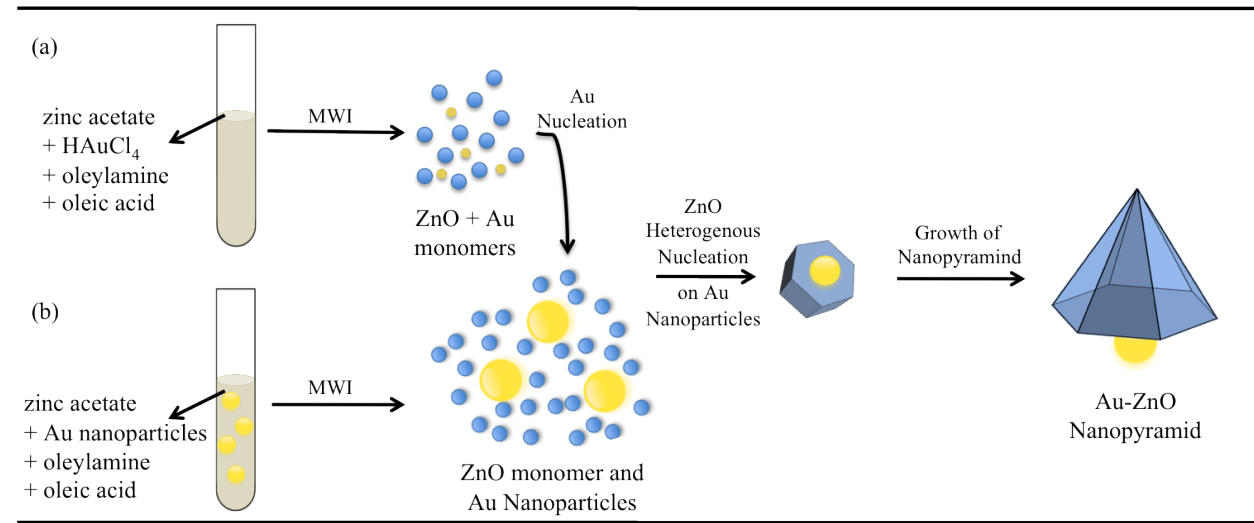 (a)
zinc acetate
+ HAuCl₄
+ oleylamine
+ oleic acid
MWI
ZnO + Au
monomers
Au
Nucleation
(b)
zinc acetate
+ Au nanoparticles
+ oleylamine
+ oleic acid
MWI
ZnO monomer and
Au Nanoparticles
ZnO
Heterogenous
Nucleation
on Au
Nanoparticles
Growth of
Nanopyramind
Au-ZnO
Nanopyramid